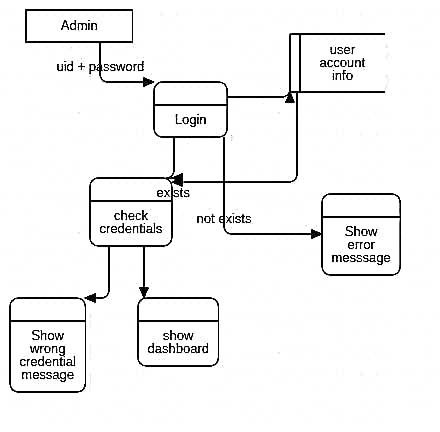 Admin
user
account
info
uid + password
Login
exists
check
credentials
not exists
Show
error
messsage
Show
wrong
credential
message
show
dashboard